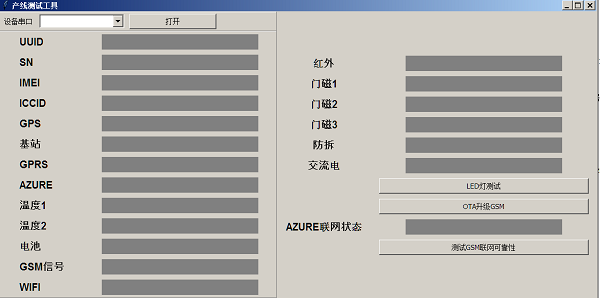 产线测试工具
设备串口
打开
UUID
SN
IMEI
ICCID
GPS
基站
GPRS
AZURE
温度1
温度2
电池
GSM信号
WIFI
红外
门磁1
门磁2
门磁3
防拆
交流电
LED灯测试
OTA升级GSM
AZURE联网状态
测试GSM联网可靠性